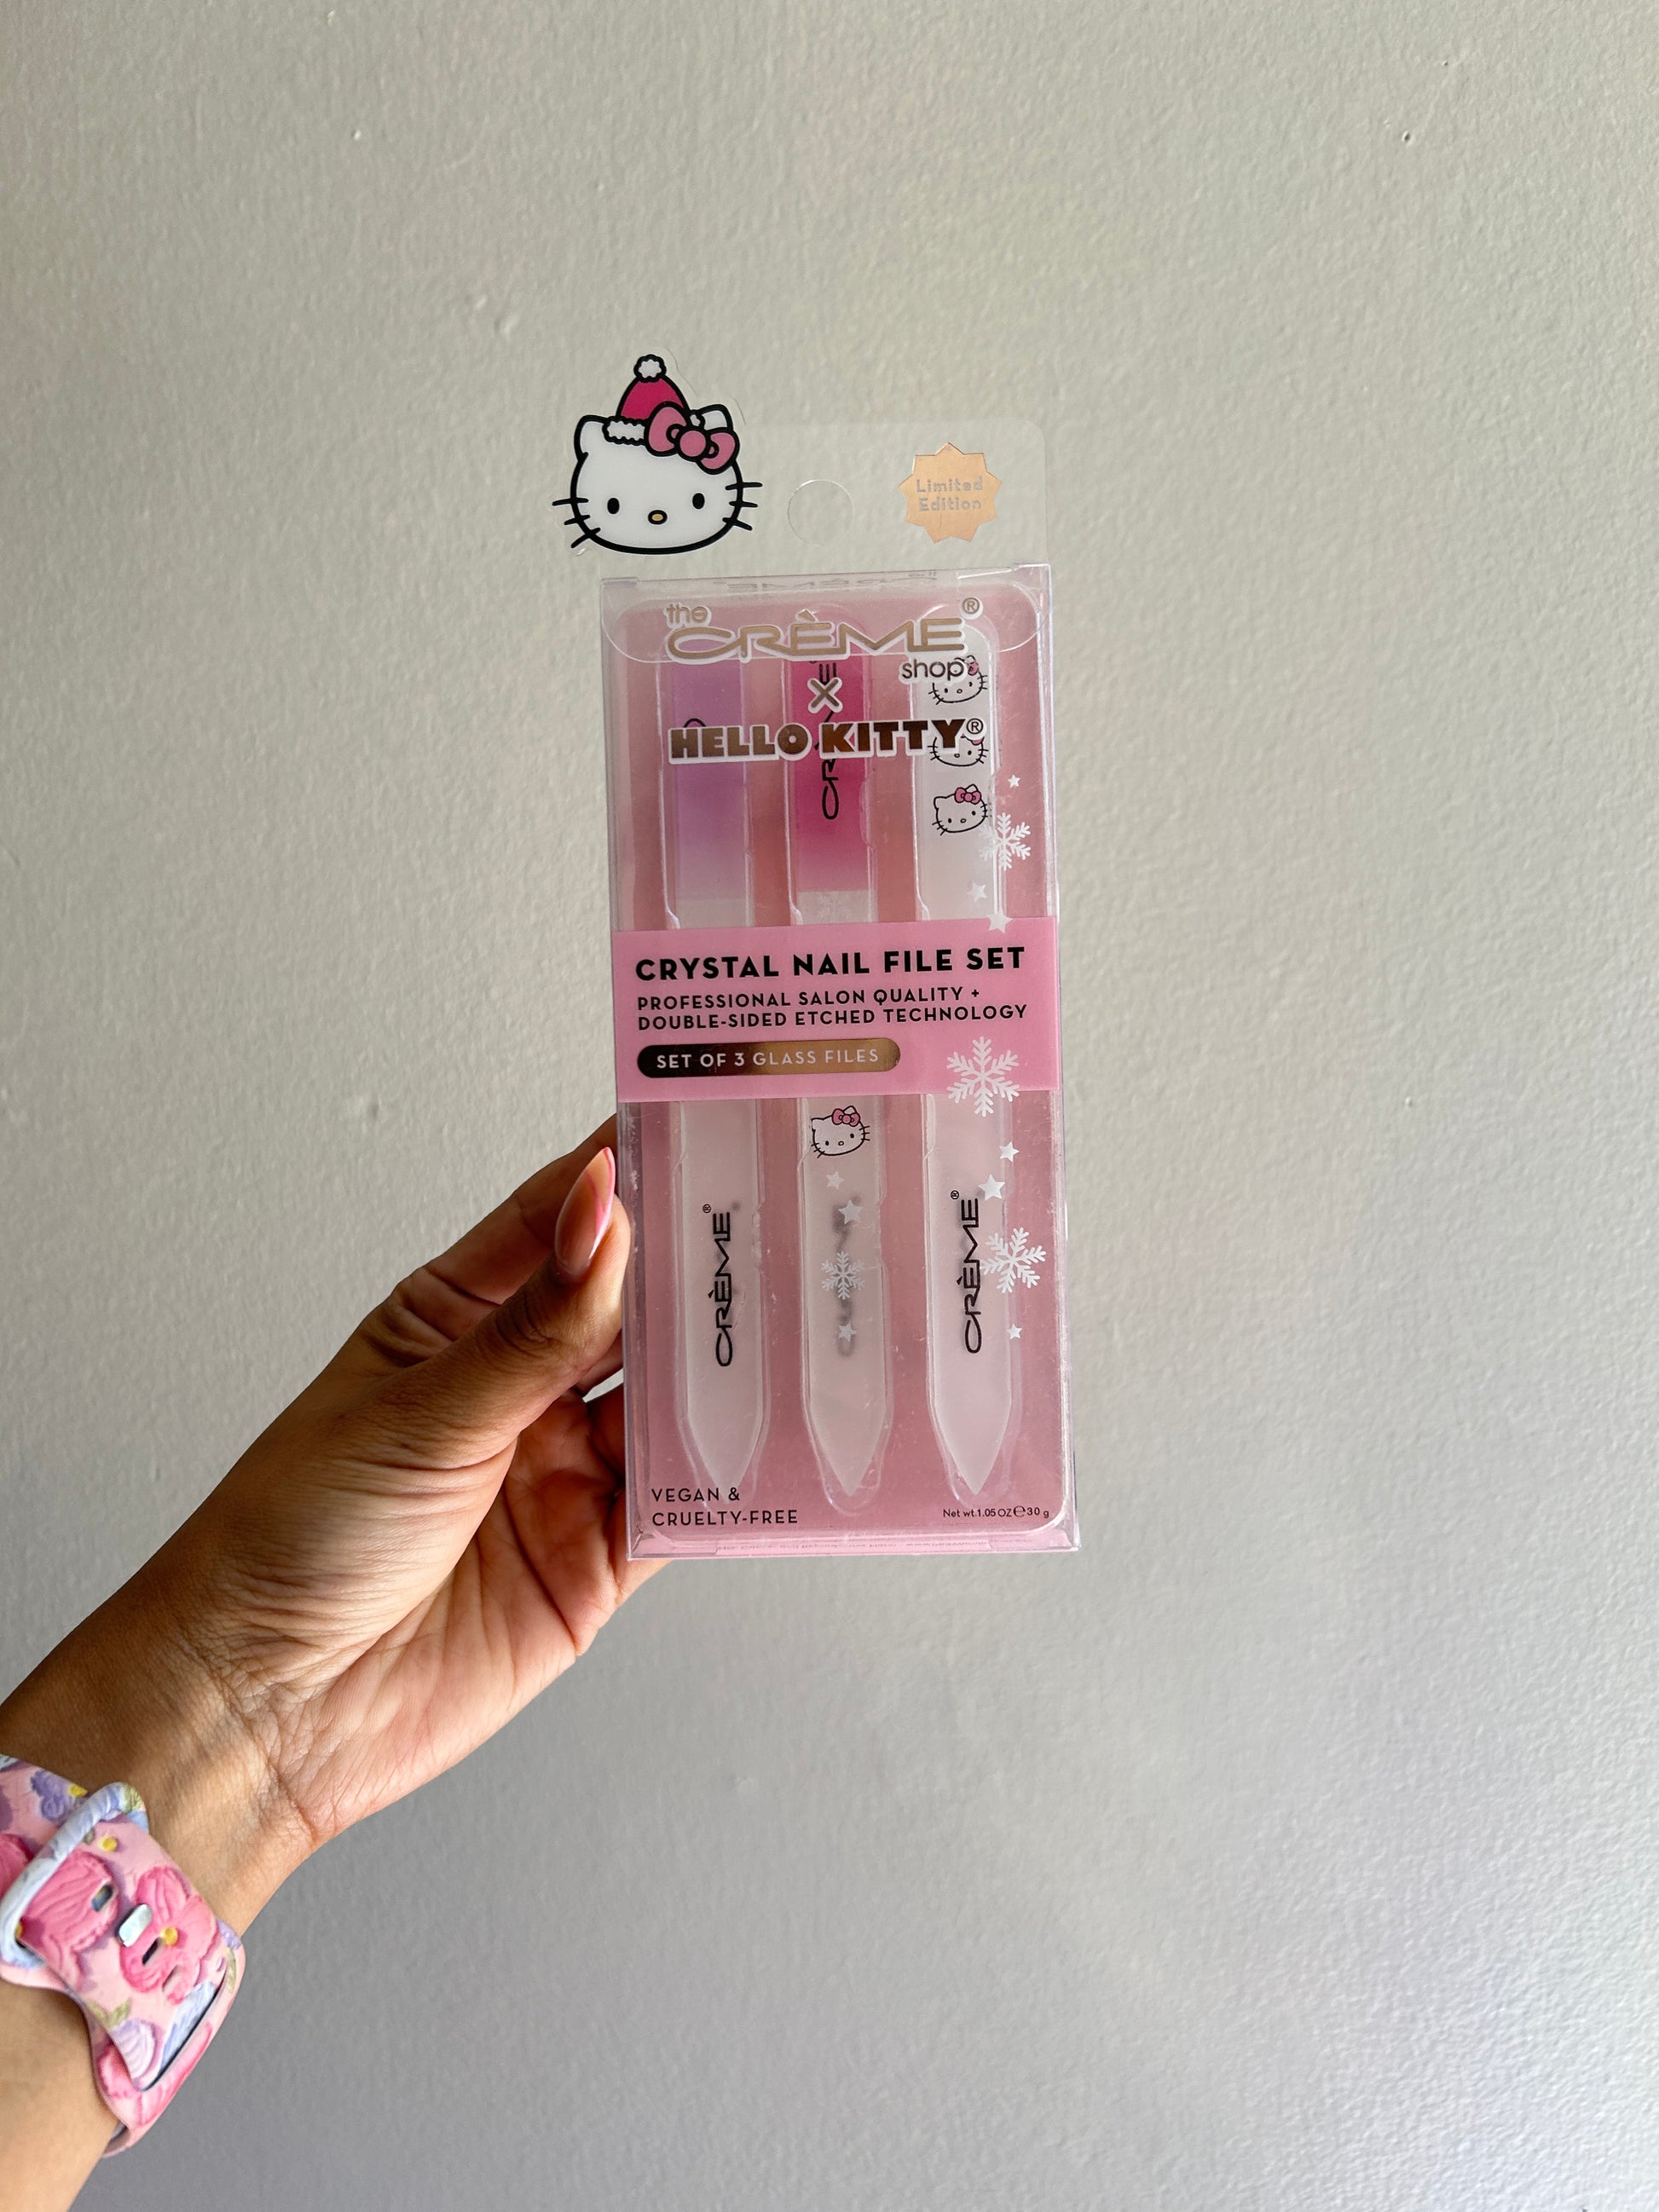 Limited
Edition
the
CRÈME®
shop
X
HELLO KITTY®
CRYSTAL NAIL FILE SET
PROFESSIONAL SALON QUALITY +
DOUBLE-SIDED ETCHED TECHNOLOGY
SET OF 3 GLASS FILES
CRÈME®
CRÈME®
VEGAN &
CRUELTY-FREE
Net wt.1.05 OZ ℮ 30 g